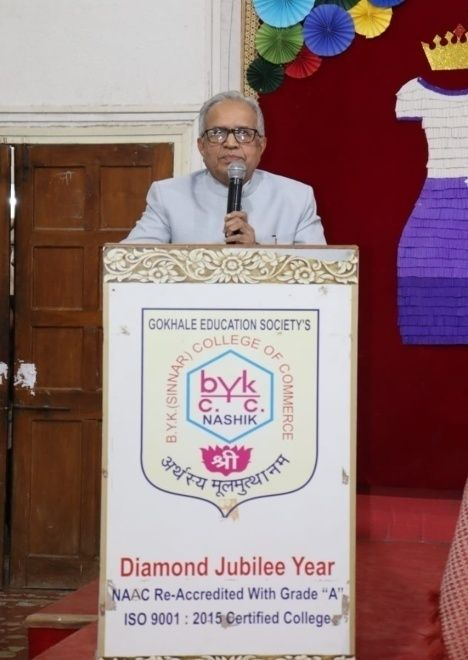 GOKHALE EDUCATION SOCIETY'S
B.Y.K.(SINNAR) COLLEGE OF COMMERCE
byk
C. C.
NASHIK
श्री
अर्थस्य मूलमुत्थानम्
Diamond Jubilee Year
NAAC Re-Accredited With Grade "A"
ISO 9001 : 2015 Certified College